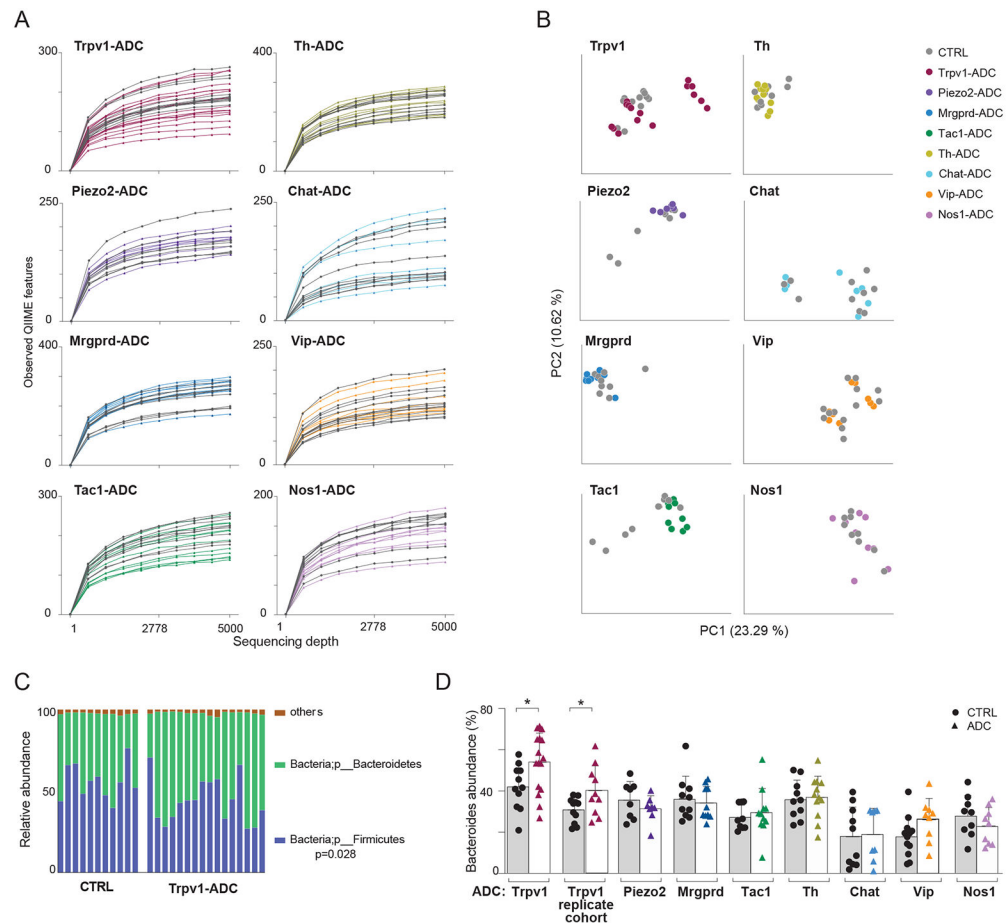 A
Trpv1-ADC
Th-ADC
300
0
400
0
Piezo2-ADC
Chat-ADC
250
0
250
0
Mrgprd-ADC
Vip-ADC
400
0
250
0
Tac1-ADC
Nos1-ADC
300
0
200
0
1
2778
5000
1
2778
5000
Observed QIIME features
Sequencing depth
B
Trpv1
Th
Piezo2
Chat
Mrgprd
Vip
Tac1
Nos1
PC2 (10.62 %)
PC1 (23.29 %)
CTRL
Trpv1-ADC
Piezo2-ADC
Mrgprd-ADC
Tac1-ADC
Th-ADC
Chat-ADC
Vip-ADC
Nos1-ADC
C
Relative abundance
100
50
0
CTRL
Trpv1-ADC
others
Bacteria;p__Bacteroidetes
Bacteria;p__Firmicutes
p=0.028
D
Bacteroides abundance (%)
80
40
0
*
*
CTRL
ADC
ADC: Trpv1 Trpv1 Piezo2 Mrgprd Tac1 Th Chat Vip Nos1
replicate
cohort